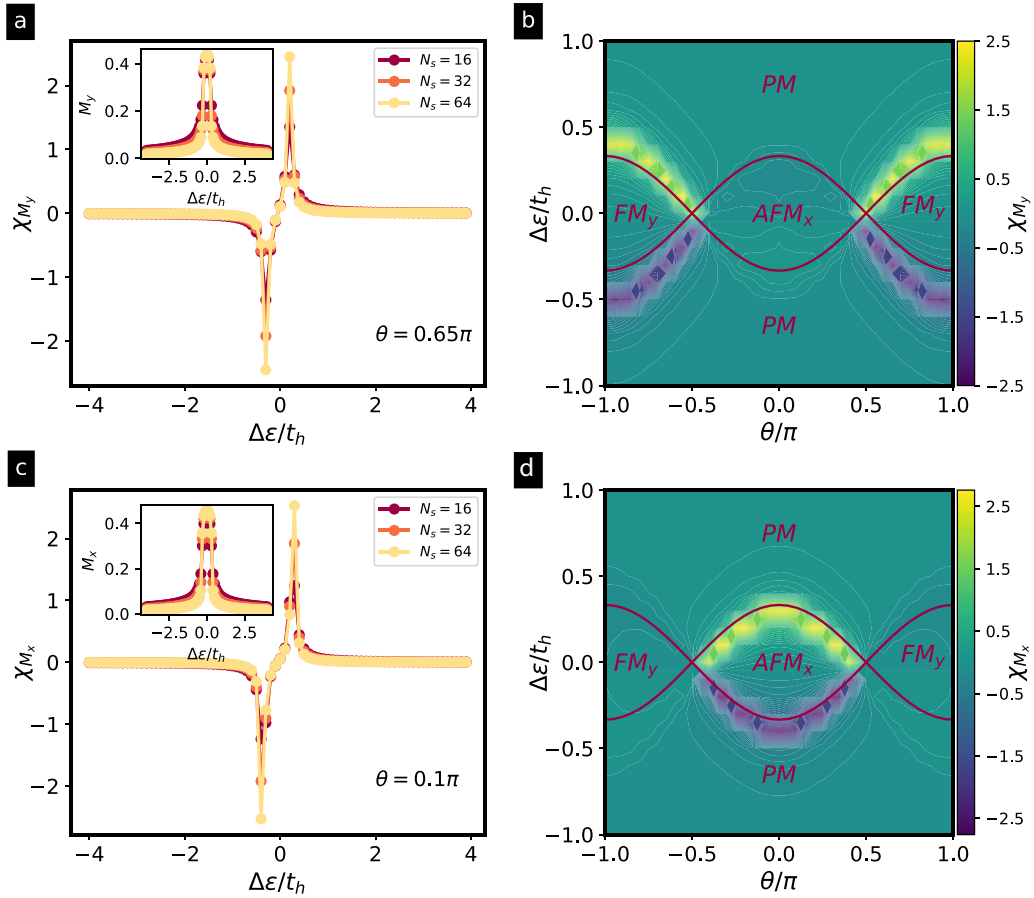 a
χ_{M_y}
2
1
0
−1
−2
−4
−2
0
2
4
Δε/t_h
M_y
0.4
0.2
0.0
−2.5
0.0
2.5
Δε/t_h
N_s = 16
N_s = 32
N_s = 64
θ = 0.65π
b
Δε/t_h
1.0
0.5
0.0
−0.5
−1.0
−1.0
−0.5
0.0
0.5
1.0
θ/π
PM
FM_y
AFM_x
FM_y
PM
2.5
1.5
0.5
−0.5
−1.5
−2.5
χ_{M_y}
c
χ_{M_x}
2
1
0
−1
−2
−4
−2
0
2
4
Δε/t_h
M_x
0.4
0.2
0.0
−2.5
0.0
2.5
Δε/t_h
N_s = 16
N_s = 32
N_s = 64
θ = 0.1π
d
Δε/t_h
1.0
0.5
0.0
−0.5
−1.0
−1.0
−0.5
0.0
0.5
1.0
θ/π
PM
FM_y
AFM_x
FM_y
PM
2.5
1.5
0.5
−0.5
−1.5
−2.5
χ_{M_x}